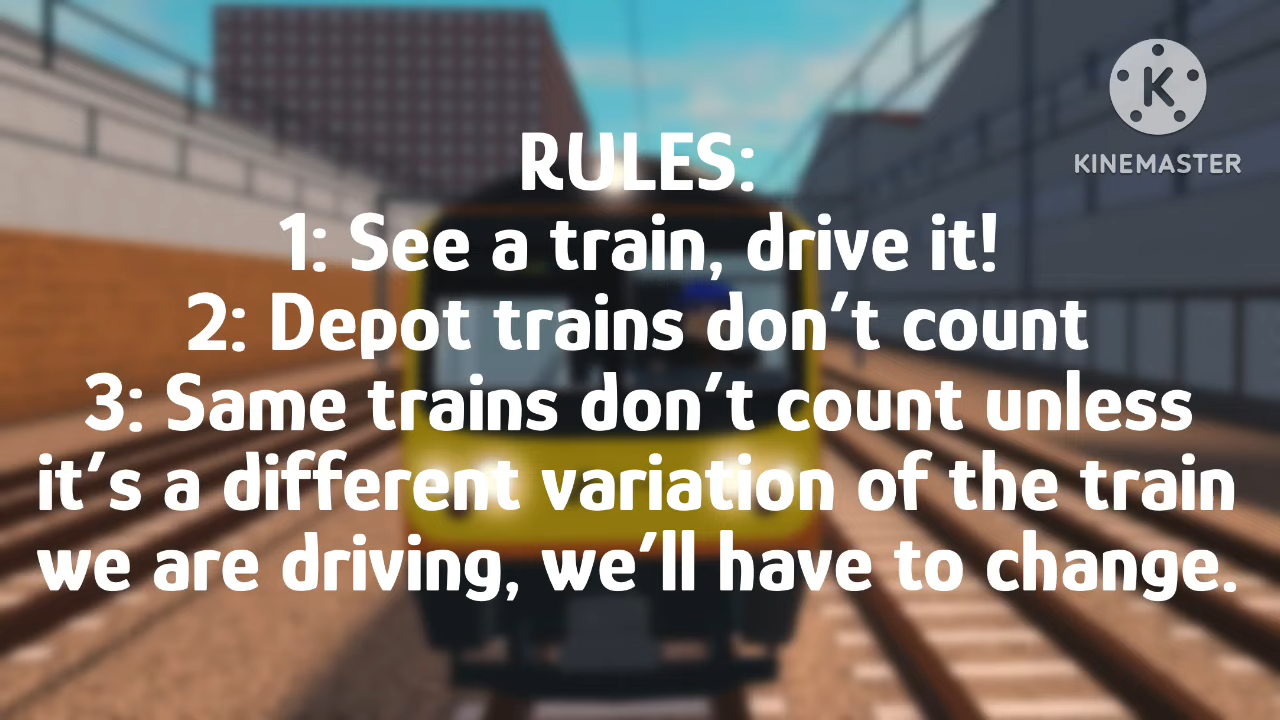 K
KINEMASTER
RULES:
1: See a train, drive it!
2: Depot trains don't count
3: Same trains don't count unless
it's a different variation of the train
we are driving, we'll have to change.